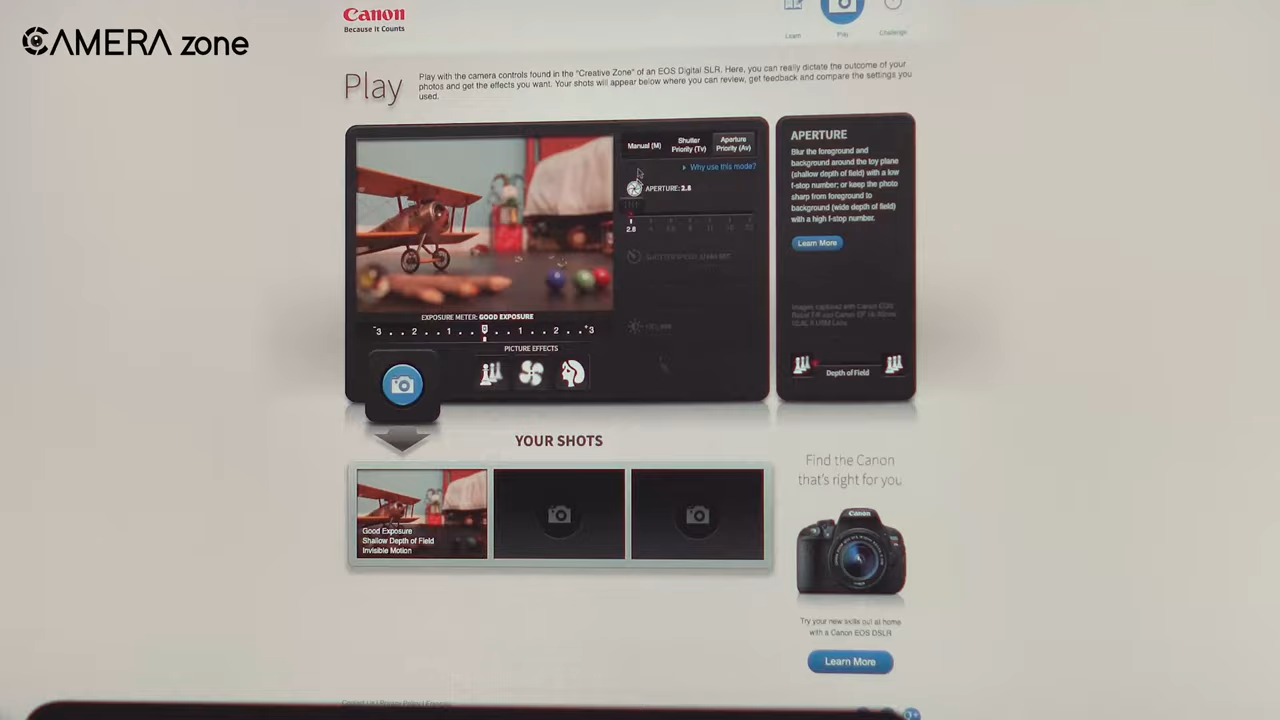 CAMERA zone
Canon
Because It Counts
Learn
Play
Challenge
Play
Play with the camera controls found in the "Creative Zone" of an EOS Digital SLR. Here, you can really dictate the outcome of your
photos and get the effects you want. Your shots will appear below where you can review, get feedback and compare the settings you
used.
Manual (M)
Shutter
Priority (Tv)
Aperture
Priority (Av)
Why use this mode?
APERTURE: 2.8
2.8
EXPOSURE METER: GOOD EXPOSURE
-3 . . 2 . . 1 . . 0 . . 1 . . 2 . . +3
PICTURE EFFECTS
APERTURE
Blur the foreground and
background around the toy plane
(shallow depth of field) with a low
f-stop number; or keep the photo
sharp from foreground to
background (wide depth of field)
with a high f-stop number.
Learn More
Depth of Field
YOUR SHOTS
Good Exposure
Shallow Depth of Field
Invisible Motion
Find the Canon
that's right for you
Canon
Try your new skills out at home
with a Canon EOS DSLR
Learn More